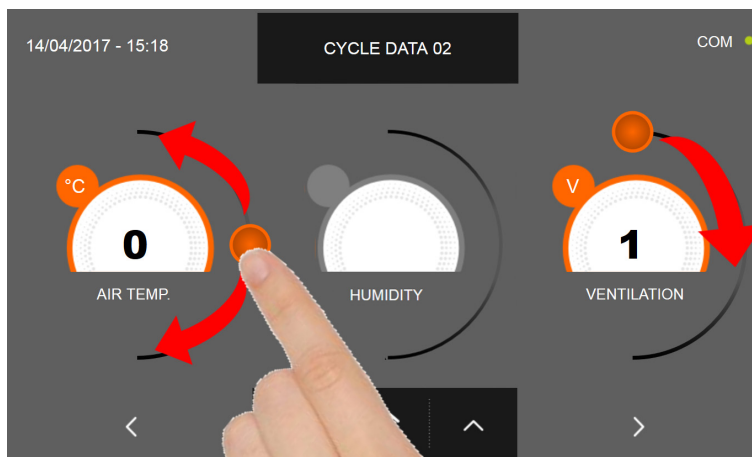 14/04/2017 - 15:18
CYCLE DATA 02
COM
°C
V
0
1
AIR TEMP.
HUMIDITY
VENTILATION